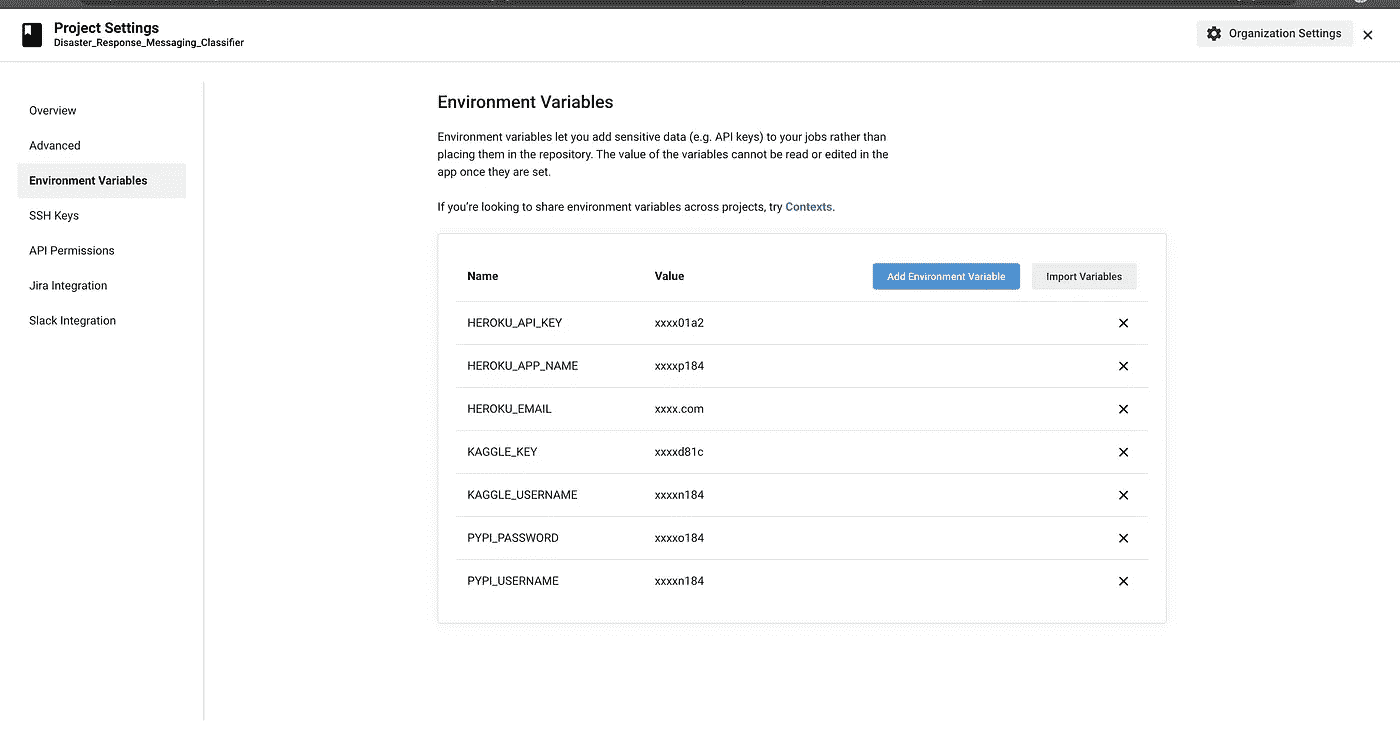 Project Settings
Disaster_Response_Messaging_Classifier
Organization Settings
Overview
Advanced
Environment Variables
SSH Keys
API Permissions
Jira Integration
Slack Integration
Environment Variables
Environment variables let you add sensitive data (e.g. API keys) to your jobs rather than
placing them in the repository. The value of the variables cannot be read or edited in the
app once they are set.
If you're looking to share environment variables across projects, try Contexts.
Name Value Add Environment Variable Import Variables
HEROKU_API_KEY xxxx01a2
HEROKU_APP_NAME xxxxp184
HEROKU_EMAIL xxxx.com
KAGGLE_KEY xxxxd81c
KAGGLE_USERNAME xxxxn184
PYPI_PASSWORD xxxxo184
PYPI_USERNAME xxxxn184